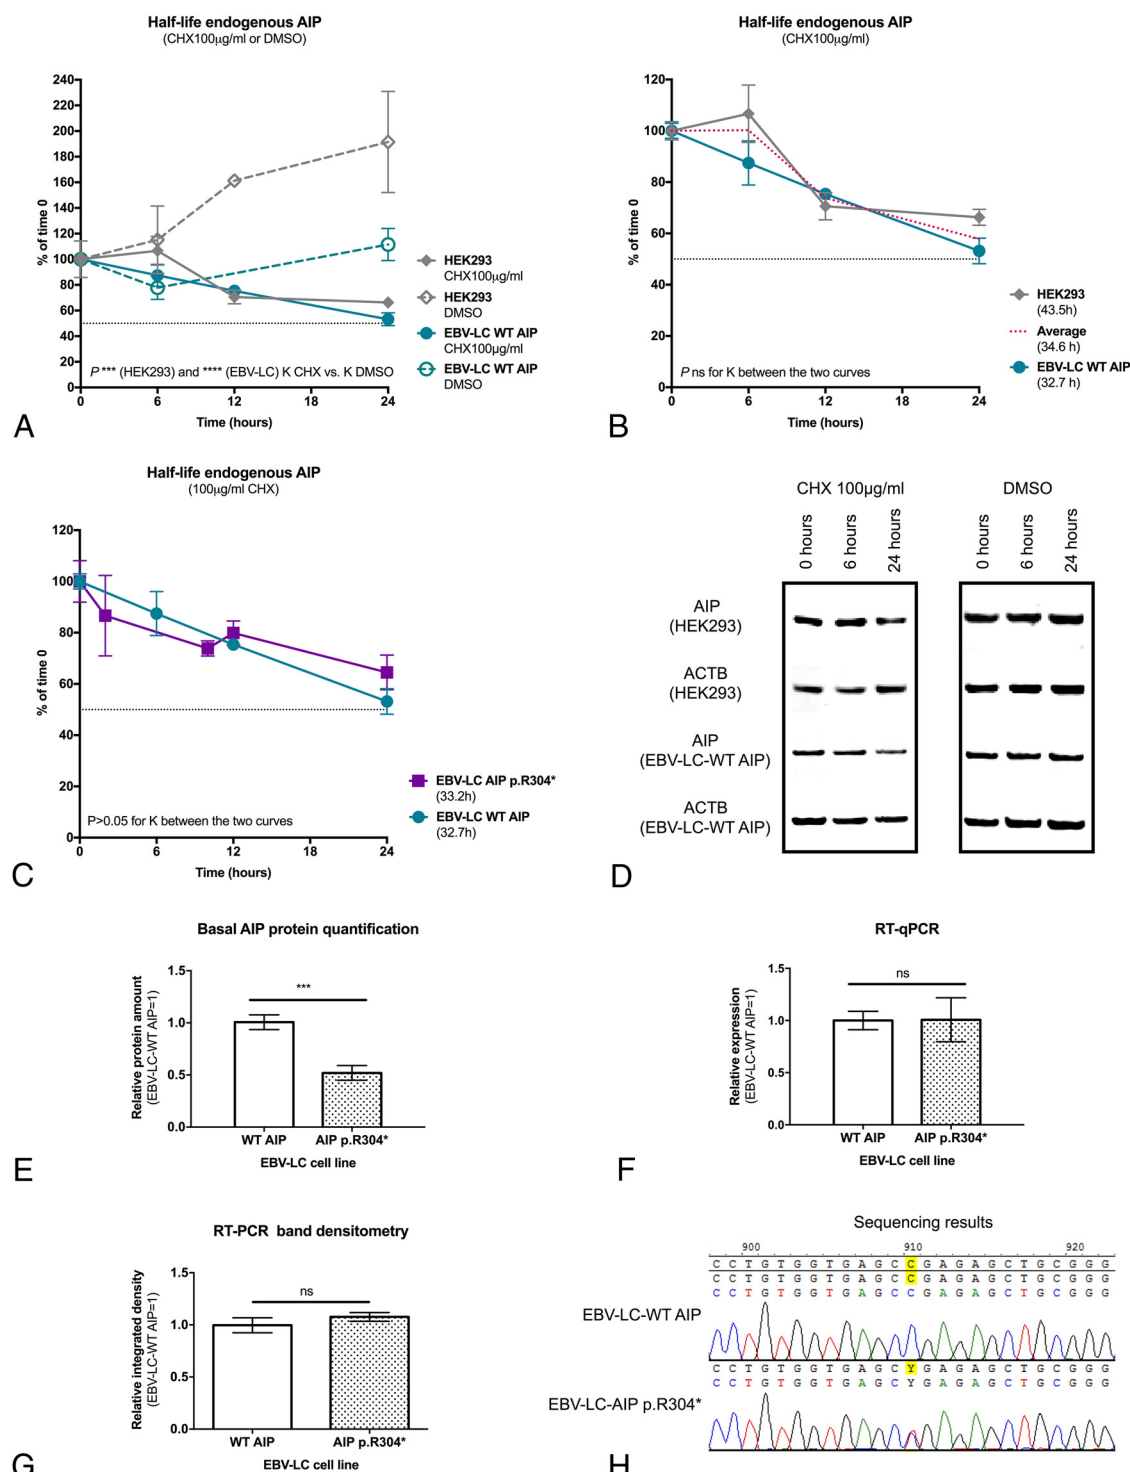 Half-life endogenous AIP
(CHX100µg/ml or DMSO)
% of time 0
240
220
200
180
160
140
120
100
80
60
40
20
0
P *** (HEK293) and **** (EBV-LC) K CHX vs. K DMSO
0 6 12 18 24
Time (hours)
HEK293
CHX100µg/ml
HEK293
DMSO
EBV-LC WT AIP
CHX100µg/ml
EBV-LC WT AIP
DMSO
A
Half-life endogenous AIP
(CHX100µg/ml)
% of time 0
120
100
80
60
40
20
0
P ns for K between the two curves
0 6 12 18 24
Time (hours)
HEK293
(43.5h)
Average
(34.6 h)
EBV-LC WT AIP
(32.7 h)
B
Half-life endogenous AIP
(100µg/ml CHX)
% of time 0
120
100
80
60
40
20
0
P>0.05 for K between the two curves
0 6 12 18 24
Time (hours)
EBV-LC AIP p.R304*
(33.2h)
EBV-LC WT AIP
(32.7h)
C
CHX 100µg/ml DMSO
0 hours 6 hours 24 hours 0 hours 6 hours 24 hours
AIP
(HEK293)
ACTB
(HEK293)
AIP
(EBV-LC-WT AIP)
ACTB
(EBV-LC-WT AIP)
D
Basal AIP protein quantification
Relative protein amount
(EBV-LC-WT AIP=1)
1.5
1.0
0.5
0.0
***
WT AIP AIP p.R304*
EBV-LC cell line
E
RT-qPCR
Relative expression
(EBV-LC-WT AIP=1)
1.5
1.0
0.5
0.0
ns
WT AIP AIP p.R304*
EBV-LC cell line
F
RT-PCR band densitometry
Relative integrated density
(EBV-LC-WT AIP=1)
1.5
1.0
0.5
0.0
ns
WT AIP AIP p.R304*
EBV-LC cell line
G
Sequencing results
900 910 920
C C T G T G G T G A G C C G A G A G C T G C G G G
C C T G T G G T G A G C C G A G A G C T G C G G G
C C T G T G G T G A G C C G A G A G C T G C G G G
EBV-LC-WT AIP
C C T G T G G T G A G C Y G A G A G C T G C G G G
C C T G T G G T G A G C Y G A G A G C T G C G G G
EBV-LC-AIP p.R304*
H